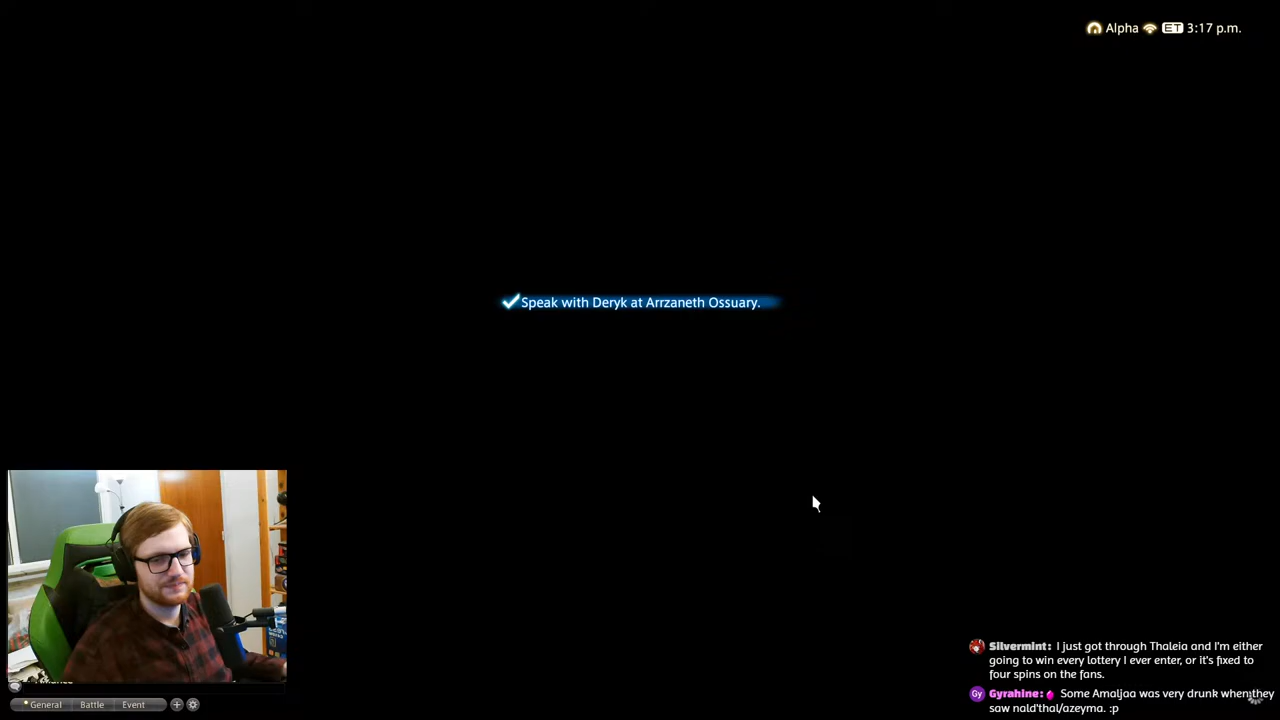 Alpha ET 3:17 p.m.
Speak with Deryk at Arrzaneth Ossuary.
Silvermint: I just got through Thaleia and I'm either
going to win every lottery I ever enter, or it's fixed to
four spins on the fans.
Gy Gyrahine: Some Amaljaa was very drunk when they
saw nald'thal/azeyma. :p
General Battle Event